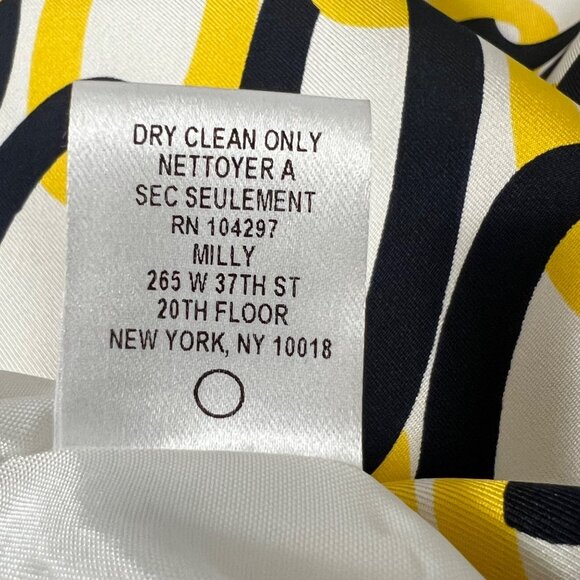 DRY CLEAN ONLY
NETTOYER A
SEC SEULEMENT
RN 104297
MILLY
265 W 37TH ST
20TH FLOOR
NEW YORK, NY 10018